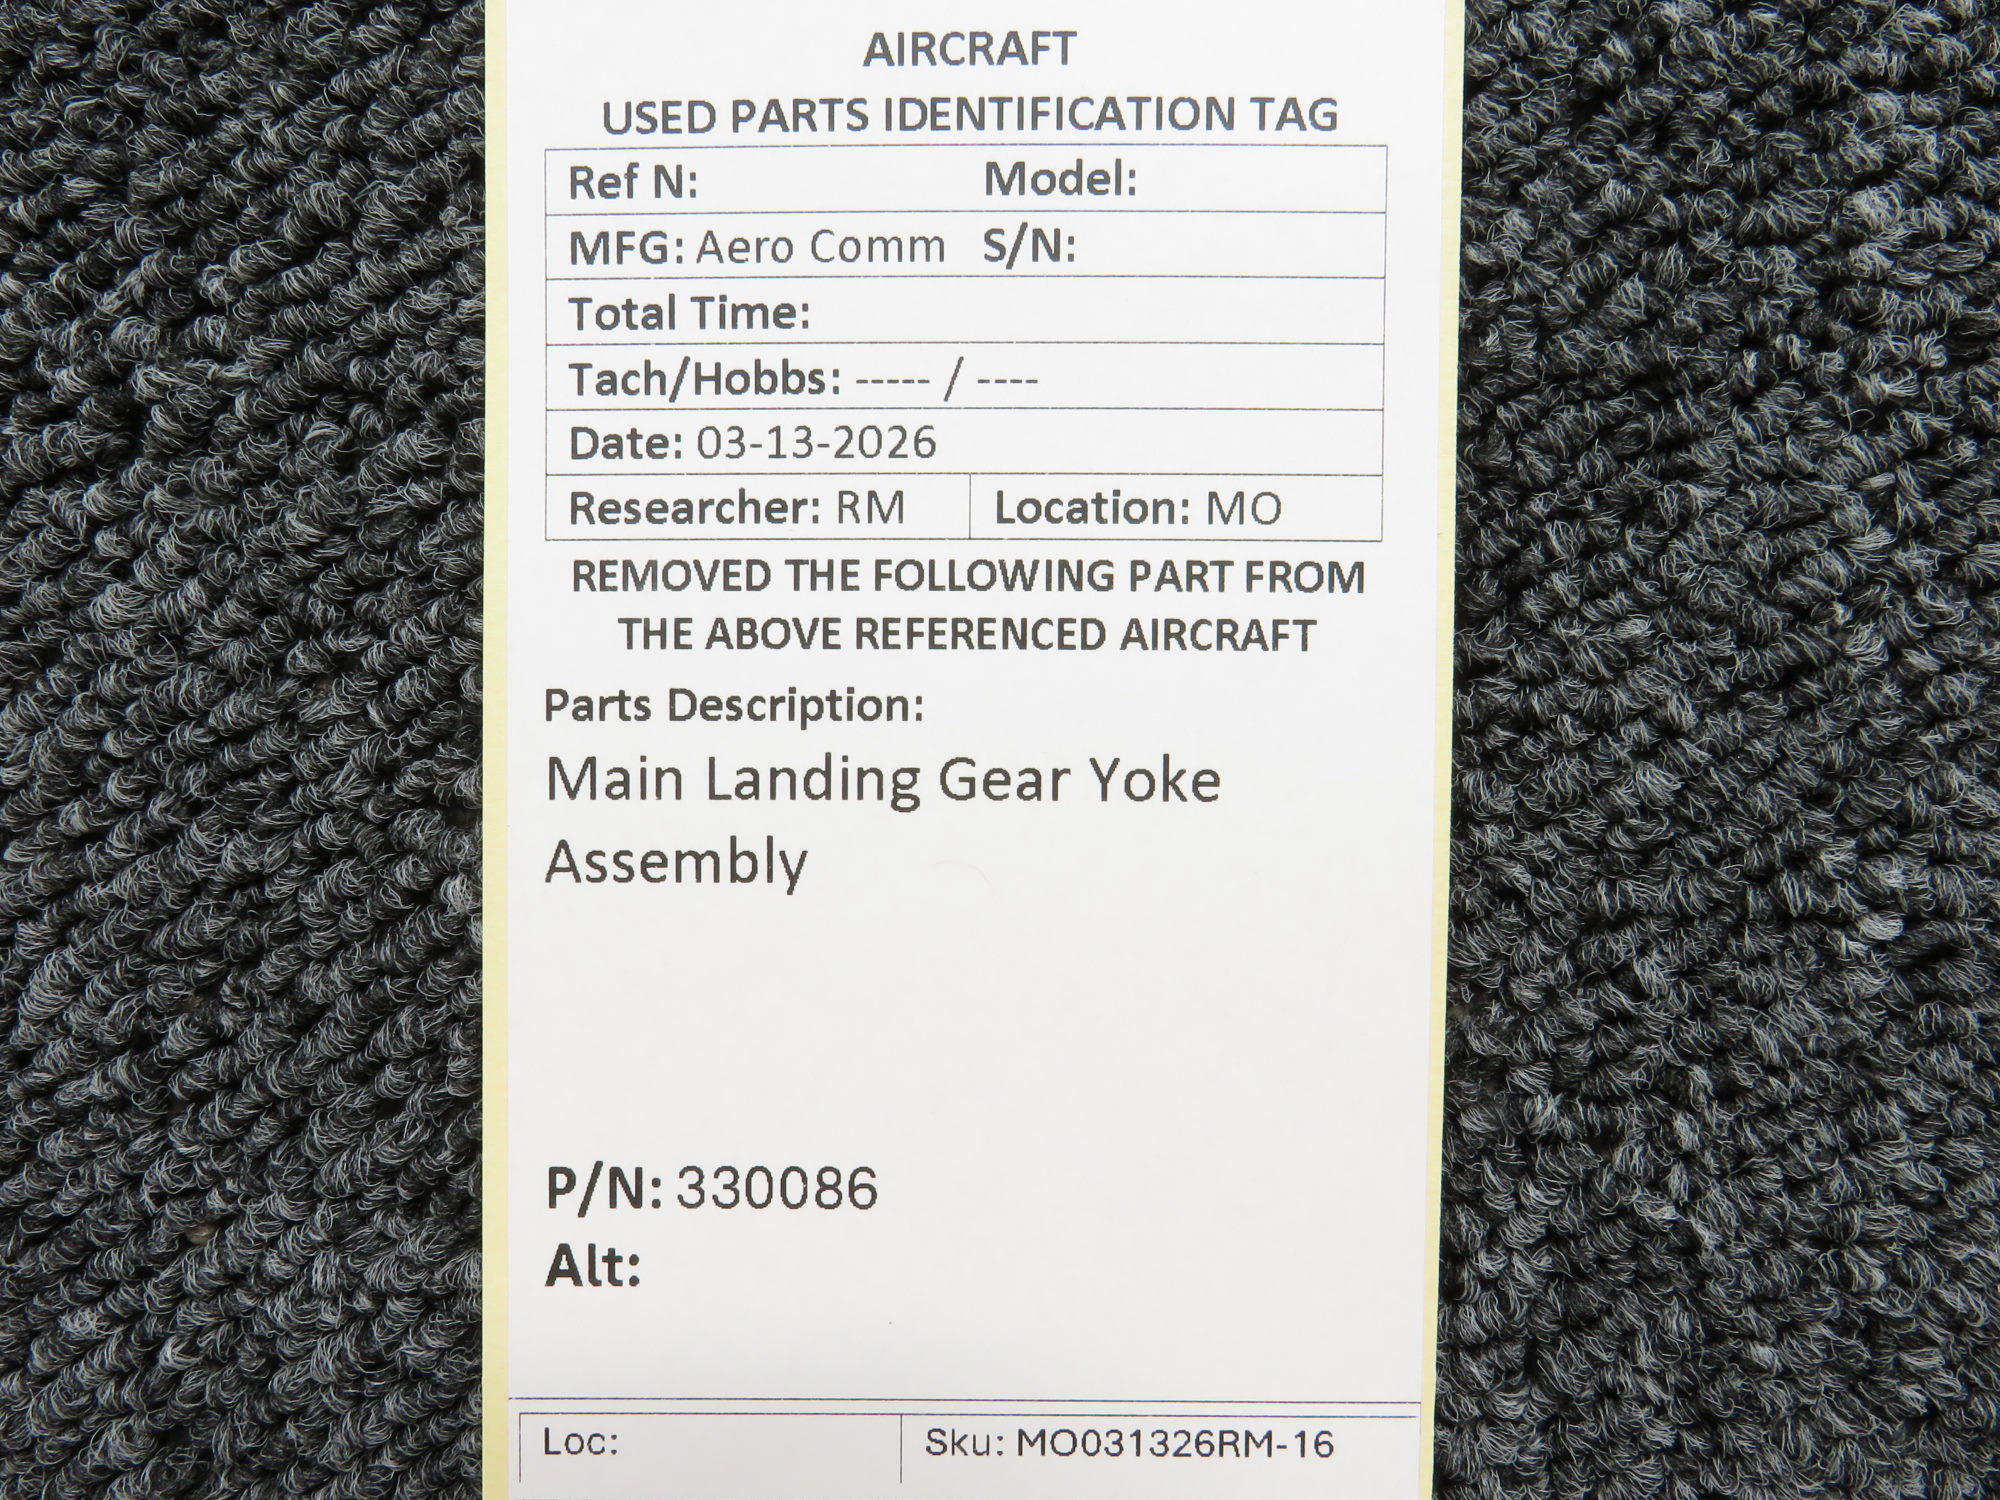 AIRCRAFT
USED PARTS IDENTIFICATION TAG
Ref N: Model:
MFG: Aero Comm S/N:
Total Time:
Tach/Hobbs: ----- / ----
Date: 03-13-2026
Researcher: RM Location: MO
REMOVED THE FOLLOWING PART FROM
THE ABOVE REFERENCED AIRCRAFT
Parts Description:
Main Landing Gear Yoke
Assembly
P/N: 330086
Alt:
Loc: Sku: MO031326RM-16